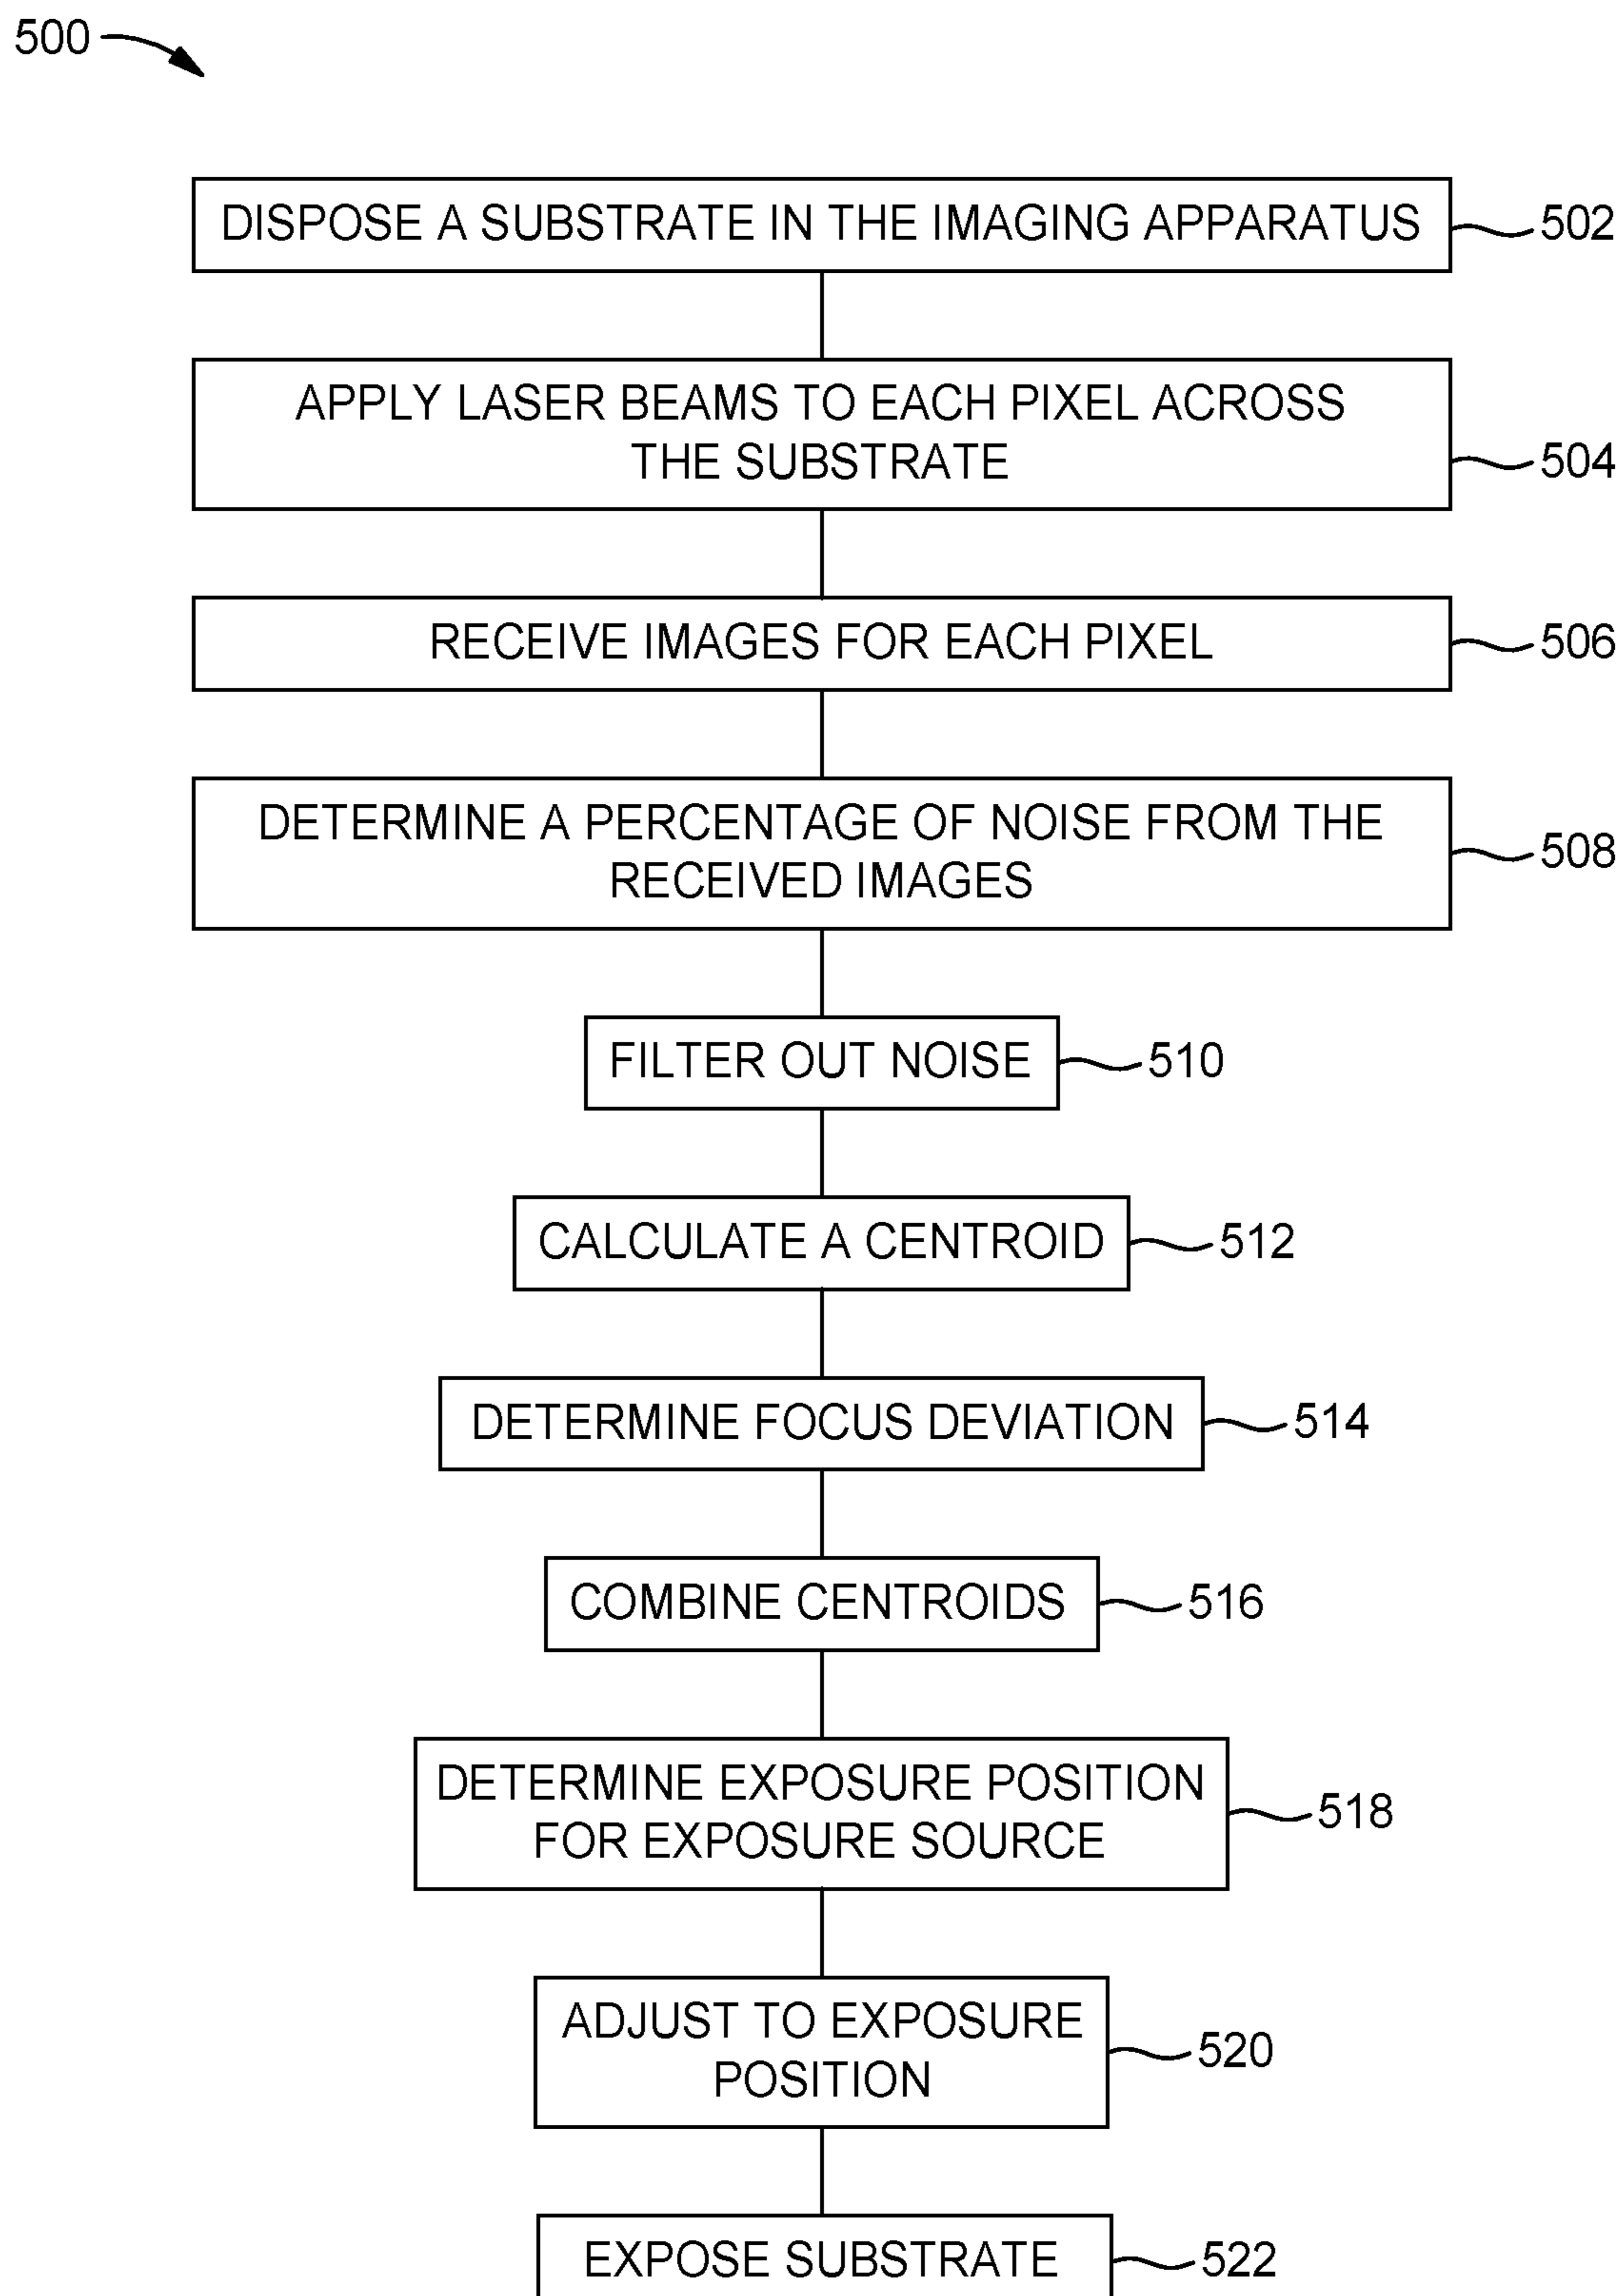 500
DISPOSE A SUBSTRATE IN THE IMAGING APPARATUS
502
APPLY LASER BEAMS TO EACH PIXEL ACROSS
THE SUBSTRATE
504
RECEIVE IMAGES FOR EACH PIXEL
506
DETERMINE A PERCENTAGE OF NOISE FROM THE
RECEIVED IMAGES
508
FILTER OUT NOISE
510
CALCULATE A CENTROID
512
DETERMINE FOCUS DEVIATION
514
COMBINE CENTROIDS
516
DETERMINE EXPOSURE POSITION
FOR EXPOSURE SOURCE
518
ADJUST TO EXPOSURE
POSITION
520
EXPOSE SUBSTRATE
522